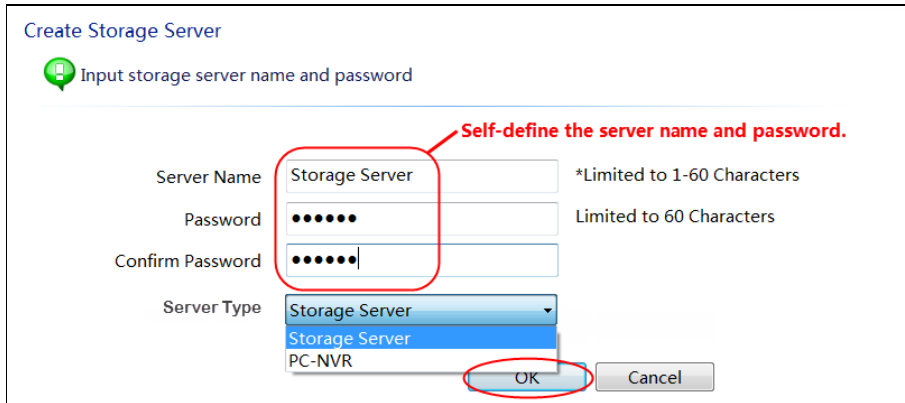 Create Storage Server
Input storage server name and password
Self-define the server name and password.
Server Name Storage Server *Limited to 1-60 Characters
Password ●●●●●● Limited to 60 Characters
Confirm Password ●●●●●●
Server Type Storage Server
Storage Server
PC-NVR
OK Cancel